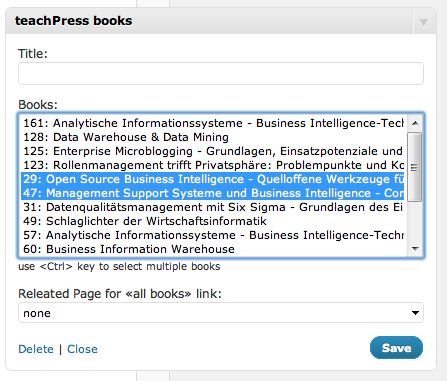 teachPress books
Title:
Books:
161: Analytische Informationssysteme - Business Intelligence-Tech
128: Data Warehouse & Data Mining
125: Enterprise Microblogging - Grundlagen, Einsatzpotenziale und
123: Rollenmanagement trifft Privatsphäre: Problempunkte und Ko
29: Open Source Business Intelligence - Quelloffene Werkzeuge fü
47: Management Support Systeme und Business Intelligence - Con
31: Datenqualitätsmanagement mit Six Sigma - Grundlagen des Ei
49: Schlaglichter der Wirtschaftsinformatik
57: Analytische Informationssysteme - Business Intelligence-Techn
60: Business Information Warehouse
use <Ctrl> key to select multiple books
Releated Page for «all books» link:
none
Delete | Close
Save